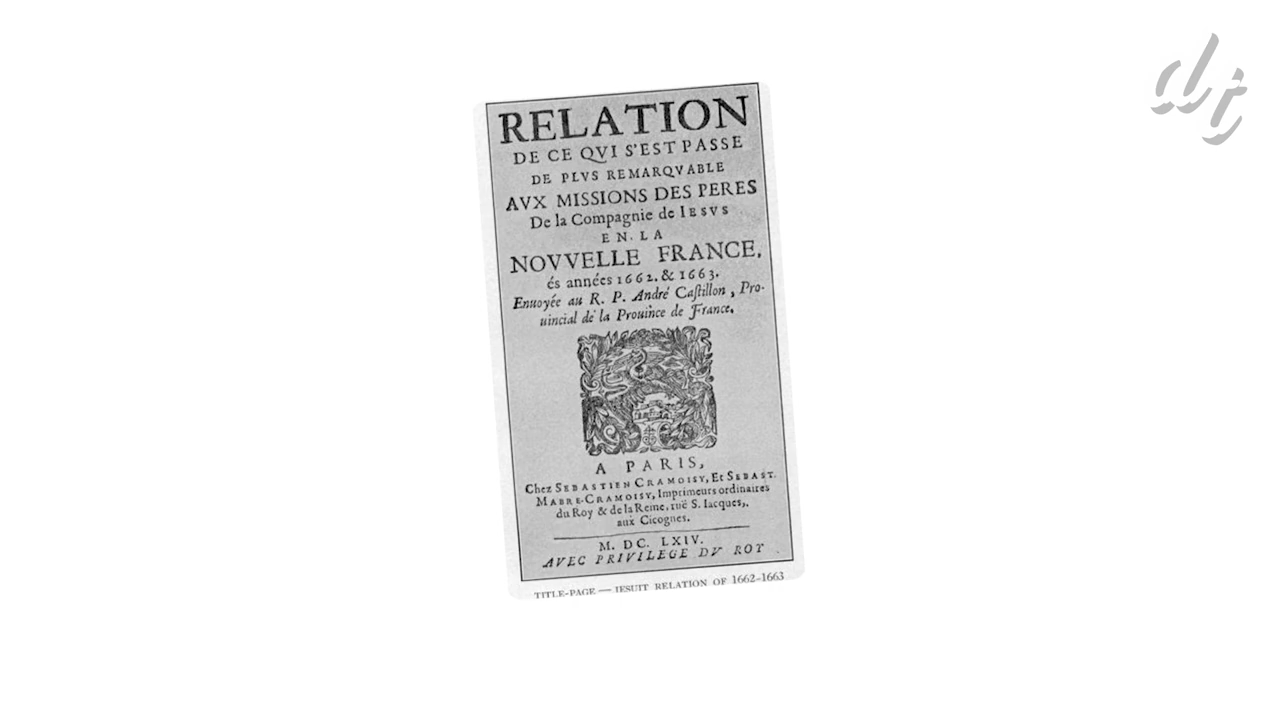 dt
RELATION
DE CE QVI S'EST PASSE
DE PLVS REMARQVABLE
AVX MISSIONS DES PERES
De la Compagnie de IESVS
EN LA
NOVVELLE FRANCE,
és années 1662. & 1663.
Enuoyée au R. P. André Caſtillon, Pro-
uincial de la Prouince de France.
A PARIS,
Chez SEBASTIEN CRAMOISY, Et SEBAST.
MABRE-CRAMOISY, Imprimeurs ordinaires
du Roy & de la Reine, ruë S. Iacques,
aux Cicognes.
M. DC. LXIV.
AVEC PRIVILEGE DV ROY.
TITLE-PAGE — JESUIT RELATION OF 1662–1663